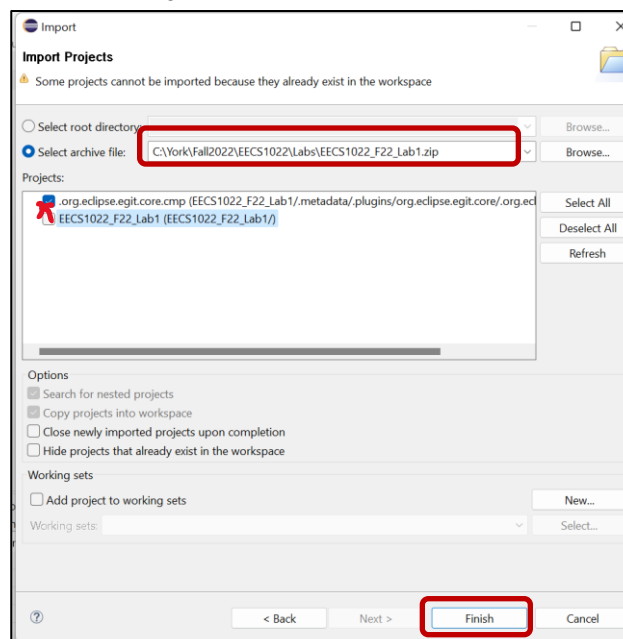 Import
Import Projects
Some projects cannot be imported because they already exist in the workspace
Select root directory:
Browse...
Select archive file:
C:\York\Fall2022\EECS1022\Labs\EECS1022_F22_Lab1.zip
Browse...
Projects:
.org.eclipse.egit.core.cmp (EECS1022_F22_Lab1/.metadata/.plugins/org.eclipse.egit.core/.org.ecl
EECS1022_F22_Lab1 (EECS1022_F22_Lab1/)
Select All
Deselect All
Refresh
Options
Search for nested projects
Copy projects into workspace
Close newly imported projects upon completion
Hide projects that already exist in the workspace
Working sets
Add project to working sets
New...
Working sets:
Select...
< Back
Next >
Finish
Cancel